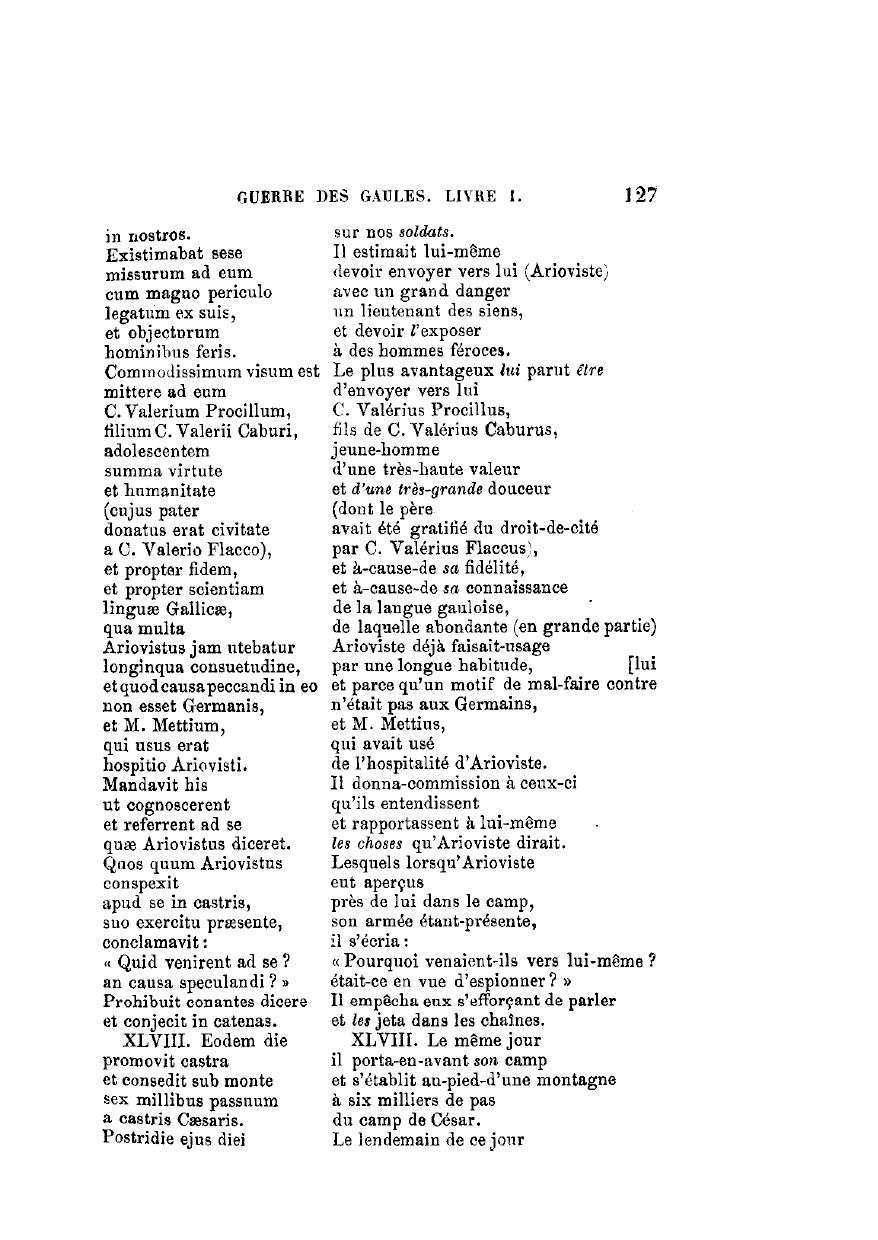 GUERRE DES GAULES. LIVRE I. 127
in nostros.
Existimabat sese
missurum ad eum
cum magno periculo
legatum ex suis,
et objecturum
hominibus feris.
Commodissimum visum est
mittere ad eum
C. Valerium Procillum,
filium C. Valerii Caburi,
adolescentem
summa virtute
et humanitate
(cujus pater
donatus erat civitate
a C. Valerio Flacco),
et propter fidem,
et propter scientiam
linguæ Gallicæ,
qua multa
Ariovistus jam utebatur
longinqua consuetudine,
et quod causa peccandi in eo
non esset Germanis,
et M. Mettium,
qui usus erat
hospitio Ariovisti.
Mandavit his
ut cognoscerent
et referrent ad se
quæ Ariovistus diceret.
Quos quum Ariovistus
conspexit
apud se in castris,
suo exercitu præsente,
conclamavit :
« Quid venirent ad se ?
an causa speculandi ? »
Prohibuit conantes dicere
et conjecit in catenas.
XLVIII. Eodem die
promovit castra
et consedit sub monte
sex millibus passuum
a castris Cæsaris.
Postridie ejus diei
sur nos soldats.
Il estimait lui-même
devoir envoyer vers lui (Arioviste)
avec un grand danger
un lieutenant des siens,
et devoir l'exposer
à des hommes féroces.
Le plus avantageux lui parut être
d'envoyer vers lui
C. Valérius Procillus,
fils de C. Valérius Caburus,
jeune-homme
d'une très-haute valeur
et d'une très-grande douceur
(dont le père
avait été gratifié du droit-de-cité
par C. Valérius Flaccus),
et à-cause-de sa fidélité,
et à-cause-de sa connaissance
de la langue gauloise,
de laquelle abondante (en grande partie)
Arioviste déjà faisait-usage
par une longue habitude, [lui
et parce qu'un motif de mal-faire contre
n'était pas aux Germains,
et M. Mettius,
qui avait usé
de l'hospitalité d'Arioviste.
Il donna-commission à ceux-ci
qu'ils entendissent
et rapportassent à lui-même
les choses qu'Arioviste dirait.
Lesquels lorsqu'Arioviste
eut aperçus
près de lui dans le camp,
son armée étant-présente,
il s'écria :
« Pourquoi venaient-ils vers lui-même ?
était-ce en vue d'espionner ? »
Il empêcha eux s'efforçant de parler
et les jeta dans les chaînes.
XLVIII. Le même jour
il porta-en-avant son camp
et s'établit au-pied-d'une montagne
à six milliers de pas
du camp de César.
Le lendemain de ce jour